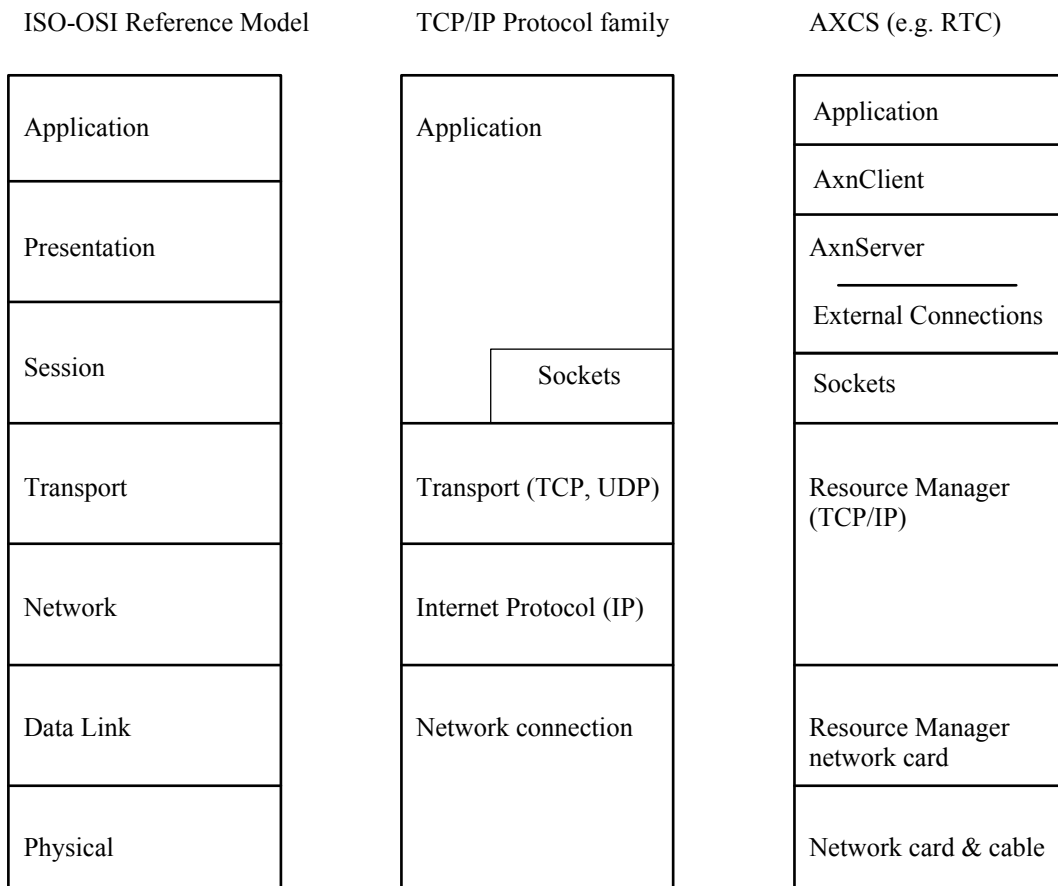 ISO-OSI Reference Model
Application
Presentation
Session
Transport
Network
Data Link
Physical
TCP/IP Protocol family
Application
Sockets
Transport (TCP, UDP)
Internet Protocol (IP)
Network connection
AXCS (e.g. RTC)
Application
AxnClient
AxnServer
External Connections
Sockets
Resource Manager
(TCP/IP)
Resource Manager
network card
Network card & cable